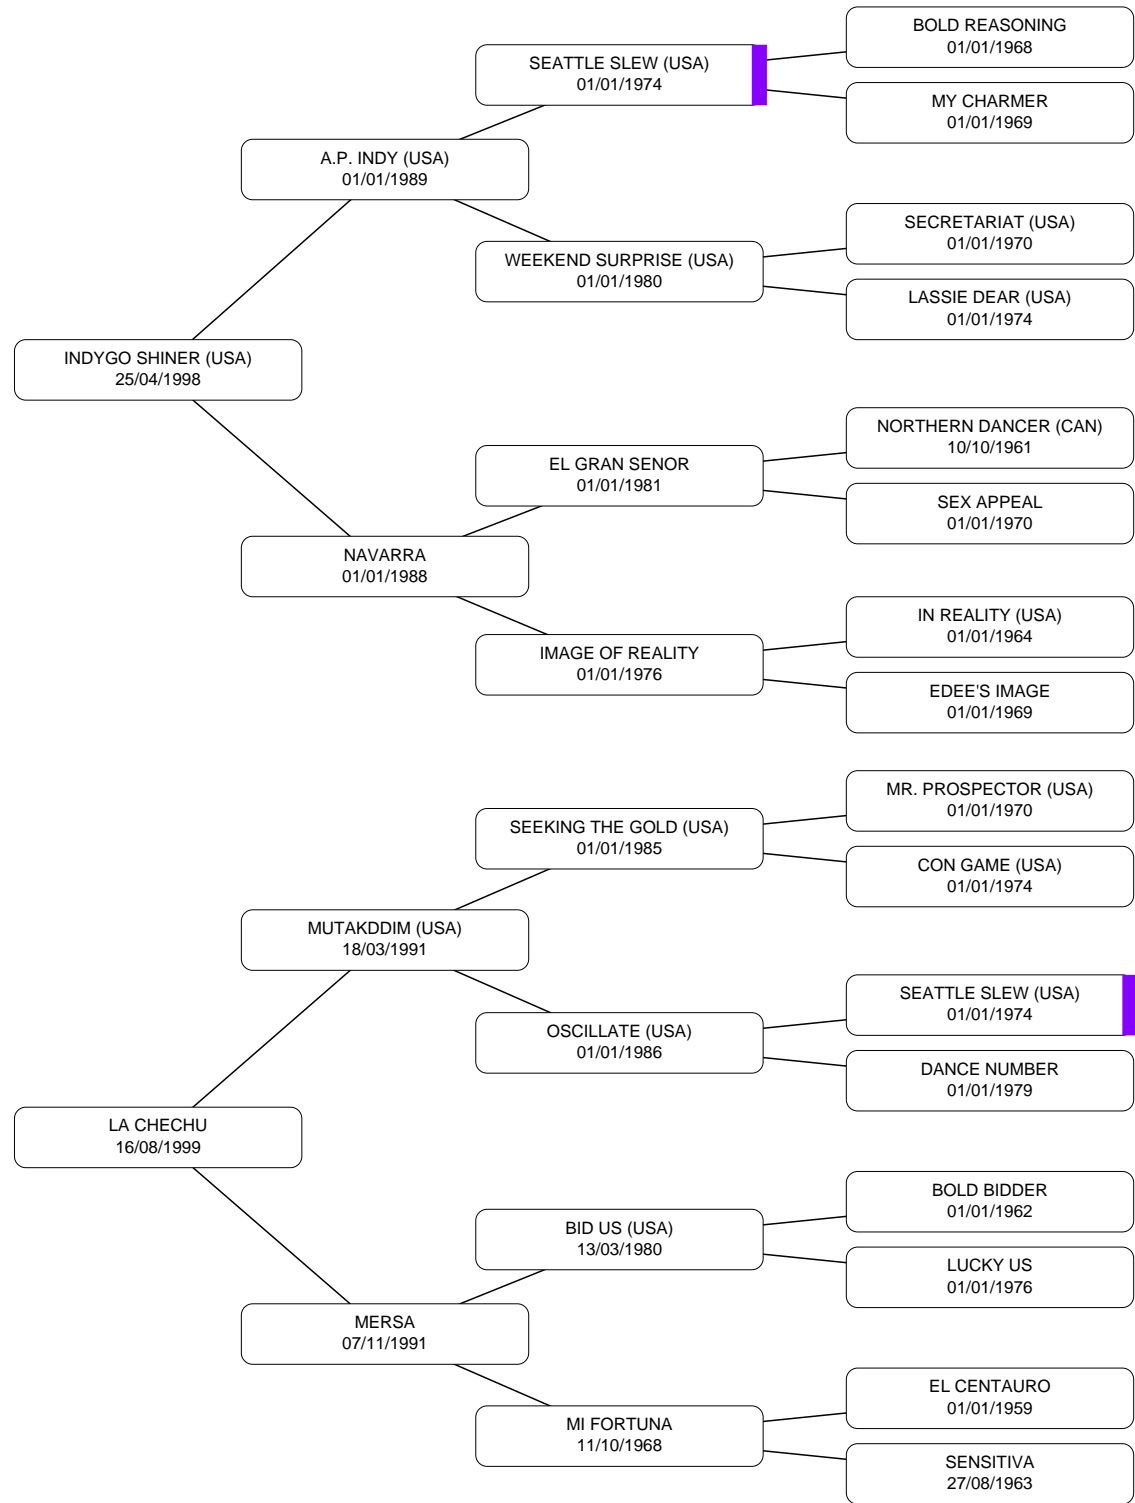 BOLD REASONING
01/01/1968
SEATTLE SLEW (USA)
01/01/1974
MY CHARMER
01/01/1969
A.P. INDY (USA)
01/01/1989
SECRETARIAT (USA)
01/01/1970
WEEKEND SURPRISE (USA)
01/01/1980
LASSIE DEAR (USA)
01/01/1974
INDYGO SHINER (USA)
25/04/1998
NORTHERN DANCER (CAN)
10/10/1961
EL GRAN SENOR
01/01/1981
SEX APPEAL
01/01/1970
NAVARRA
01/01/1988
IN REALITY (USA)
01/01/1964
IMAGE OF REALITY
01/01/1976
EDEE'S IMAGE
01/01/1969
MR. PROSPECTOR (USA)
01/01/1970
SEEKING THE GOLD (USA)
01/01/1985
CON GAME (USA)
01/01/1974
MUTAKDDIM (USA)
18/03/1991
SEATTLE SLEW (USA)
01/01/1974
OSCILLATE (USA)
01/01/1986
DANCE NUMBER
01/01/1979
LA CHECHU
16/08/1999
BOLD BIDDER
01/01/1962
BID US (USA)
13/03/1980
LUCKY US
01/01/1976
MERSA
07/11/1991
EL CENTAURO
01/01/1959
MI FORTUNA
11/10/1968
SENSITIVA
27/08/1963